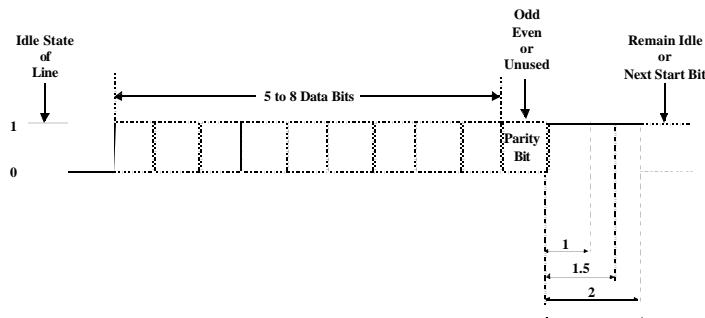 Idle State
of
Line
Odd
Even
or
Unused
Remain Idle
or
Next Start Bit
5 to 8 Data Bits
1
0
Parity
Bit
1
1.5
2